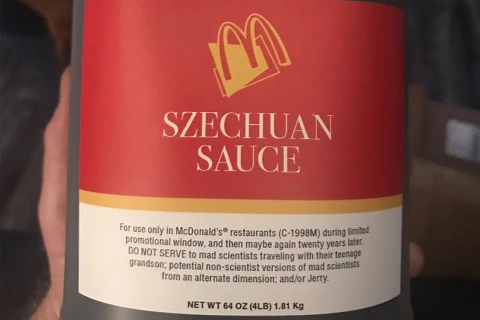 SZECHUAN
SAUCE
For use only in McDonald's® restaurants (C-1998M) during limited
promotional window, and then maybe again twenty years later.
DO NOT SERVE to mad scientists traveling with their teenage
grandson; potential non-scientist versions of mad scientists
from an alternate dimension; and/or Jerry.
NET WT 64 OZ (4LB) 1.81 Kg